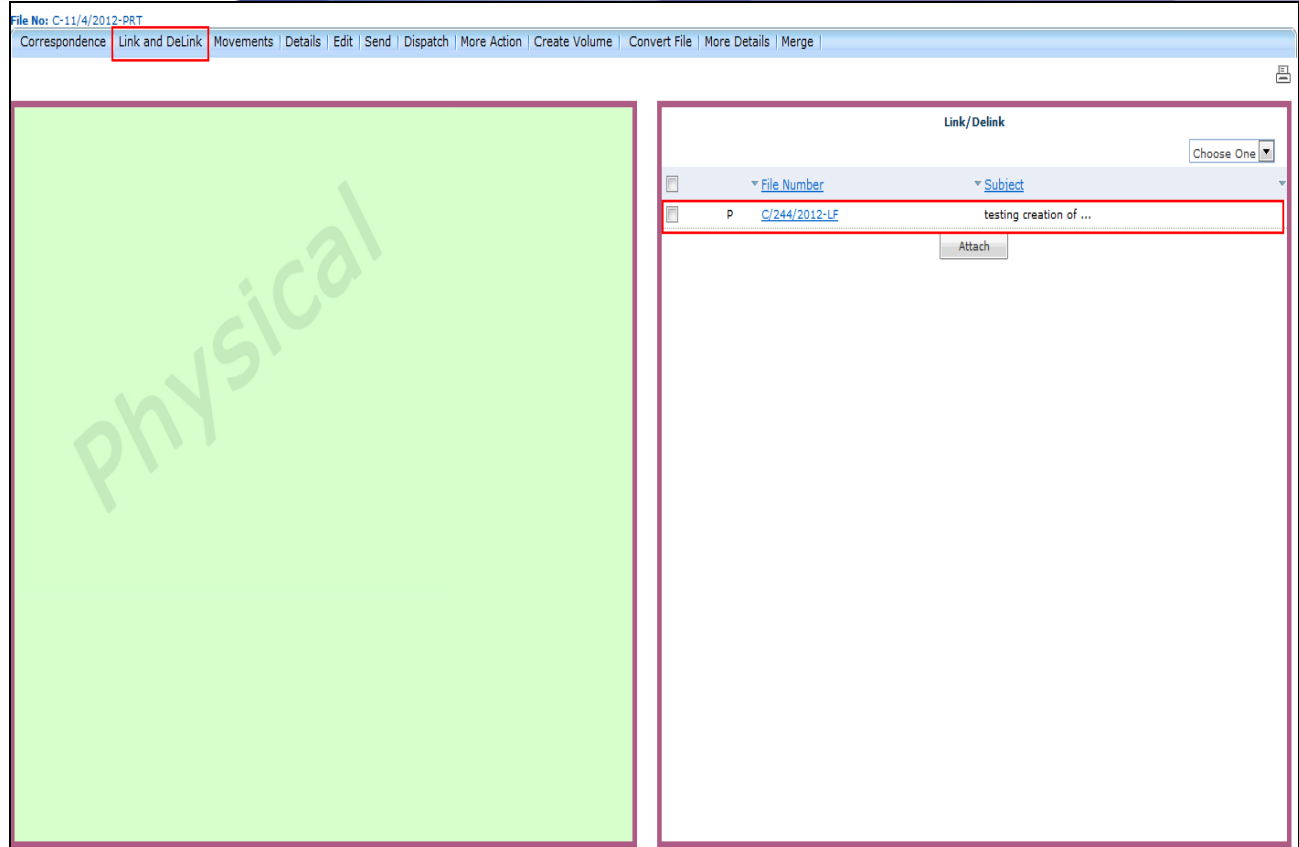 File No: C-11/4/2012-PRT
Correspondence | Link and DeLink | Movements | Details | Edit | Send | Dispatch | More Action | Create Volume | Convert File | More Details | Merge |
Physical
Link/Delink
Choose One
File Number Subject
P C/244/2012-LF testing creation of ...
Attach